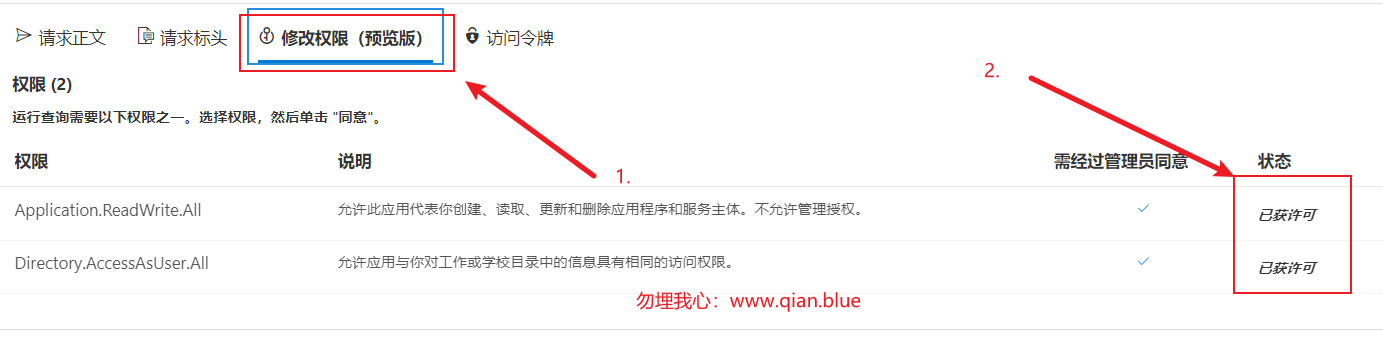 请求正文 请求标头 修改权限（预览版） 访问令牌
2.
权限 (2)
运行查询需要以下权限之一。选择权限，然后单击 "同意"。
权限 说明 需经过管理员同意 状态
1.
Application.ReadWrite.All 允许此应用代表你创建、读取、更新和删除应用程序和服务主体。不允许管理授权。 已获许可
Directory.AccessAsUser.All 允许应用与你对工作或学校目录中的信息具有相同的访问权限。 已获许可
勿埋我心：www.qian.blue